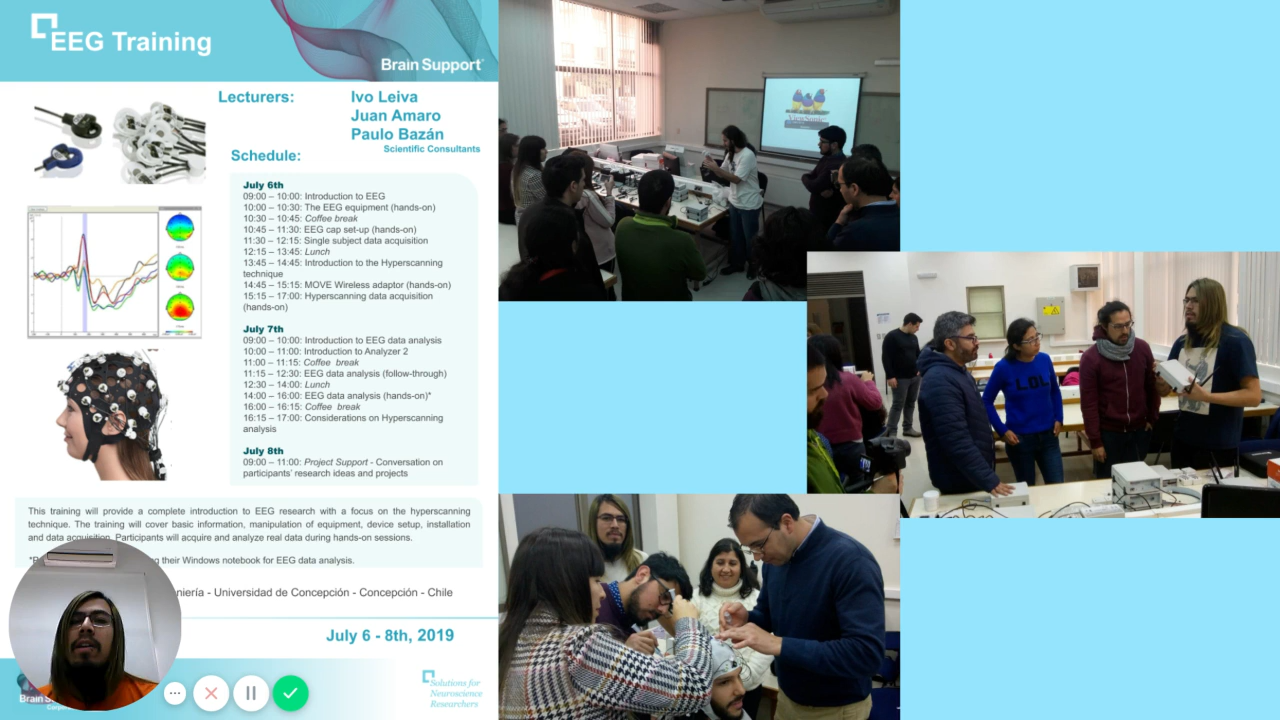 EEG Training
Brain Support
Lecturers:
Ivo Leiva
Juan Amaro
Paulo Bazán
Scientific Consultants
Schedule:
July 6th
09:00 – 10:00: Introduction to EEG
10:00 – 10:30: The EEG equipment (hands-on)
10:30 – 10:45: Coffee break
10:45 – 11:30: EEG cap set-up (hands-on)
11:30 – 12:15: Single subject data acquisition
12:15 – 13:45: Lunch
13:45 – 14:45: Introduction to the Hyperscanning
technique
14:45 – 15:15: MOVE Wireless adaptor (hands-on)
15:15 – 17:00: Hyperscanning data acquisition
(hands-on)
July 7th
09:00 – 10:00: Introduction to EEG data analysis
10:00 – 11:00: Introduction to Analyzer 2
11:00 – 11:15: Coffee break
11:15 – 12:30: EEG data analysis (follow-through)
12:30 – 14:00: Lunch
14:00 – 16:00: EEG data analysis (hands-on)*
16:00 – 16:15: Coffee break
16:15 – 17:00: Considerations on Hyperscanning
analysis
July 8th
09:00 – 11:00: Project Support - Conversation on
participants' research ideas and projects
This training will provide a complete introduction to EEG research with a focus on the hyperscanning
technique. The training will cover basic information, manipulation of equipment, device setup, installation
and data acquisition. Participants will acquire and analyze real data during hands-on sessions.
their Windows notebook for EEG data analysis.
niería - Universidad de Concepción - Concepción - Chile
July 6 - 8th, 2019
Brain
Solutions for
Neuroscience
Researchers
ViewSonic
LOL